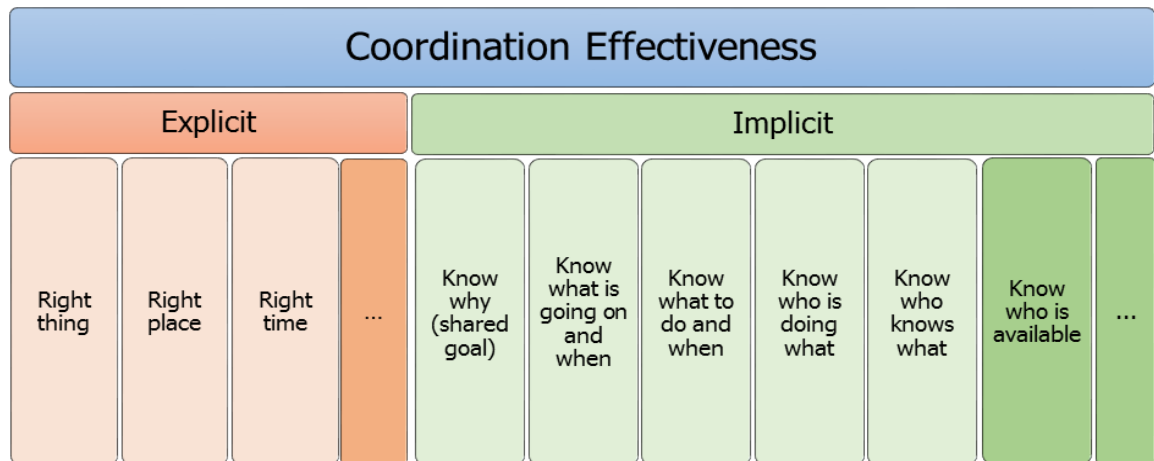 Coordination Effectiveness
Explicit
Implicit
Right
thing
Right
place
Right
time
...
Know
why
(shared
goal)
Know
what is
going on
and
when
Know
what to
do and
when
Know
who is
doing
what
Know
who
knows
what
Know
who is
available
...